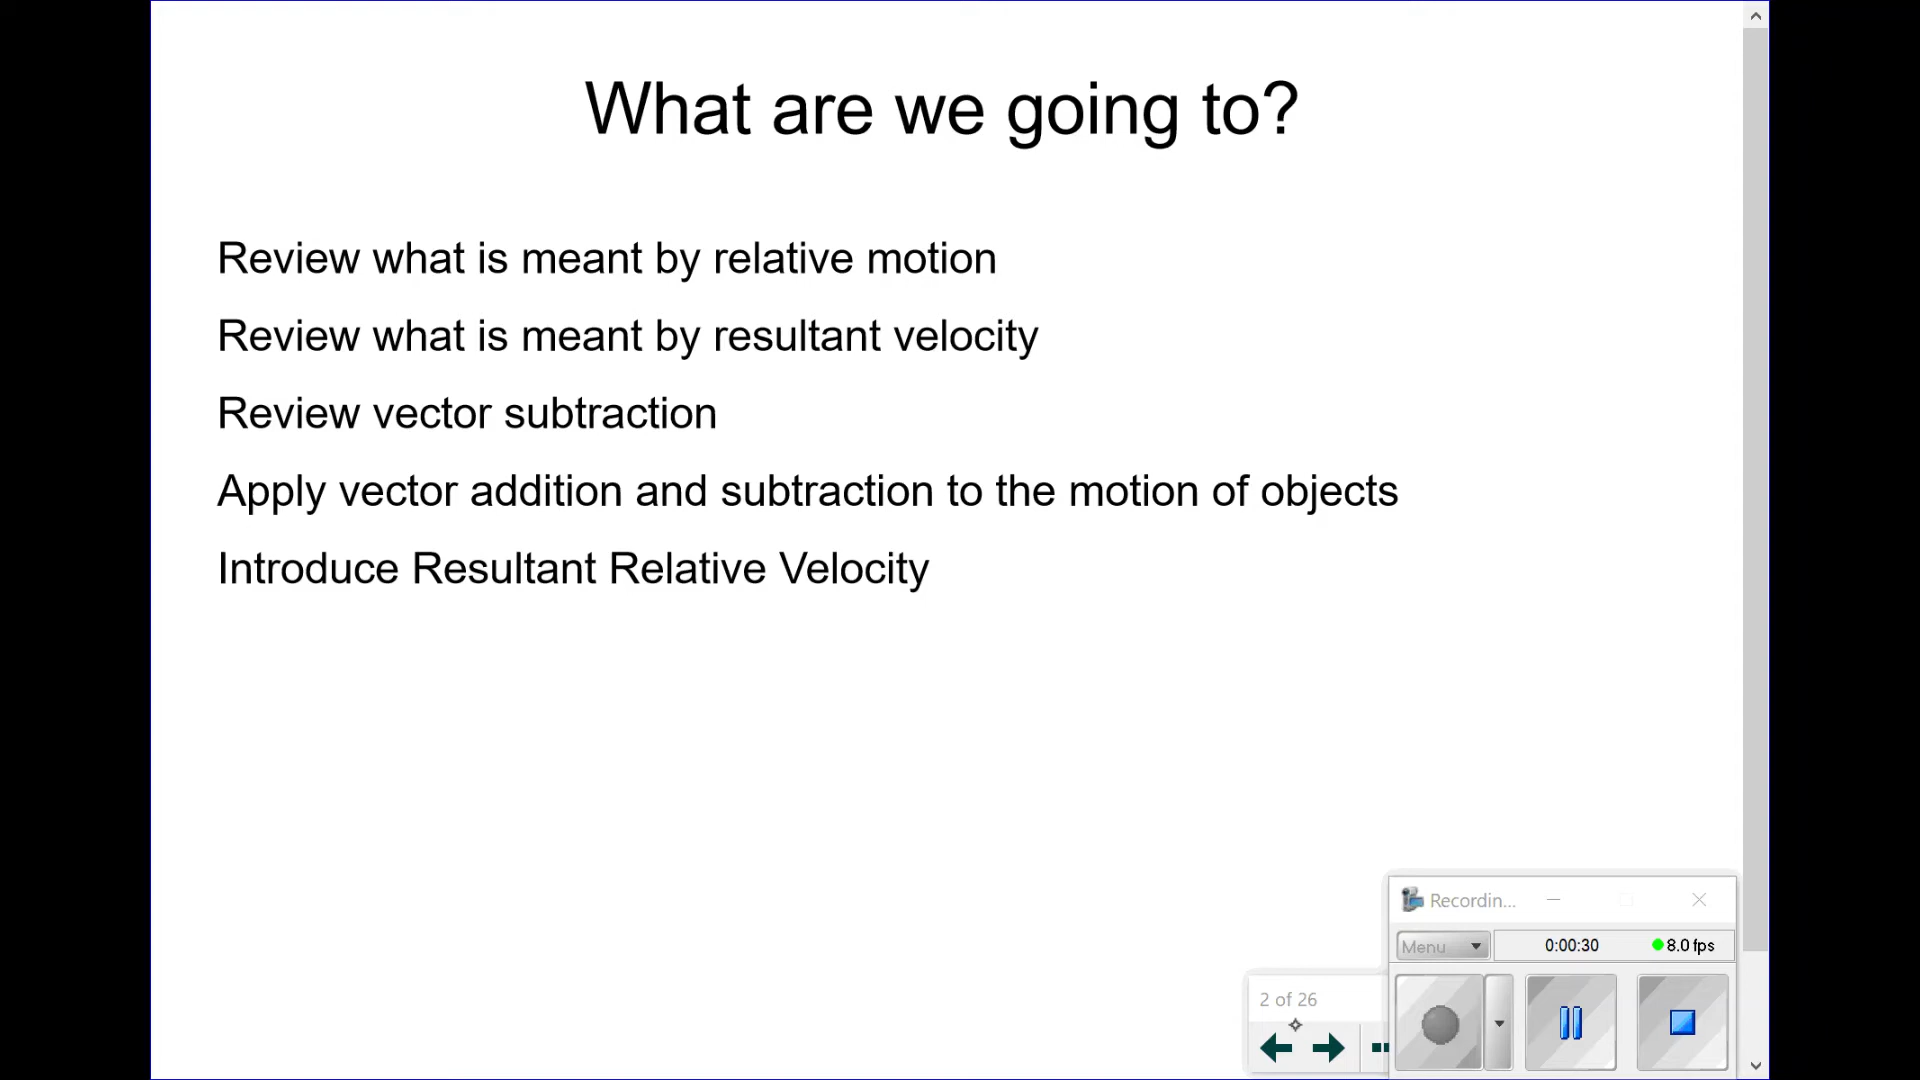 What are we going to?
Review what is meant by relative motion
Review what is meant by resultant velocity
Review vector subtraction
Apply vector addition and subtraction to the motion of objects
Introduce Resultant Relative Velocity
Recordin...
Menu
0:00:30
8.0 fps
2 of 26